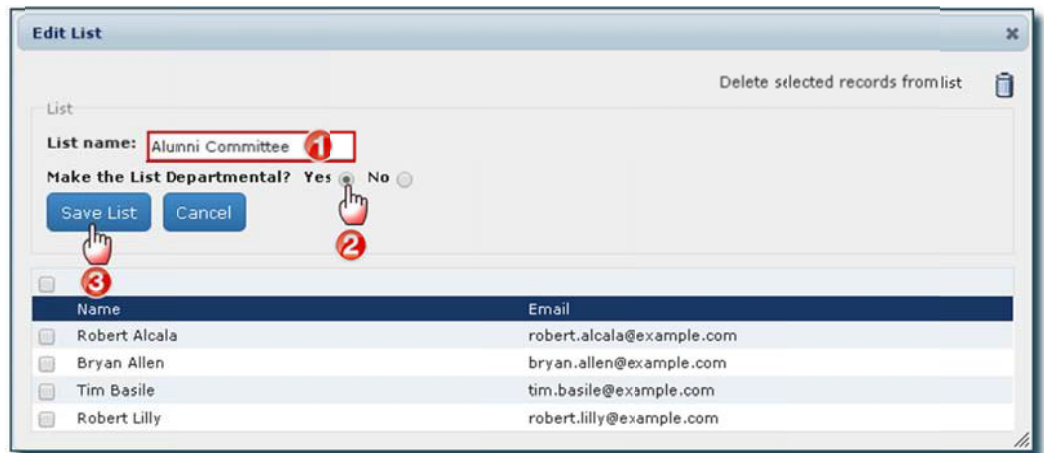 Edit List
Delete selected records from list
List
List name: Alumni Committee 1
Make the List Departmental? Yes No
2
Save List Cancel
3
Name Email
Robert Alcala robert.alcala@example.com
Bryan Allen bryan.allen@example.com
Tim Basile tim.basile@example.com
Robert Lilly robert.lilly@example.com